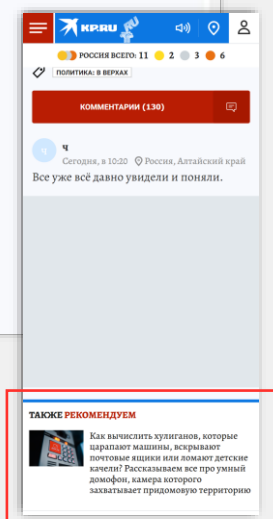 KP.RU
РОССИЯ ВСЕГО: 11 2 3 6
ПОЛИТИКА: В ВЕРХАХ
КОММЕНТАРИИ (130)
Ч
Ч
Сегодня, в 10:20 Россия, Алтайский край
Все уже всё давно увидели и поняли.
ТАКЖЕ РЕКОМЕНДУЕМ
Как вычислить хулиганов, которые
царапают машины, вскрывают
почтовые ящики или ломают детские
качели? Рассказываем все про умный
домофон, камера которого
захватывает придомовую территорию